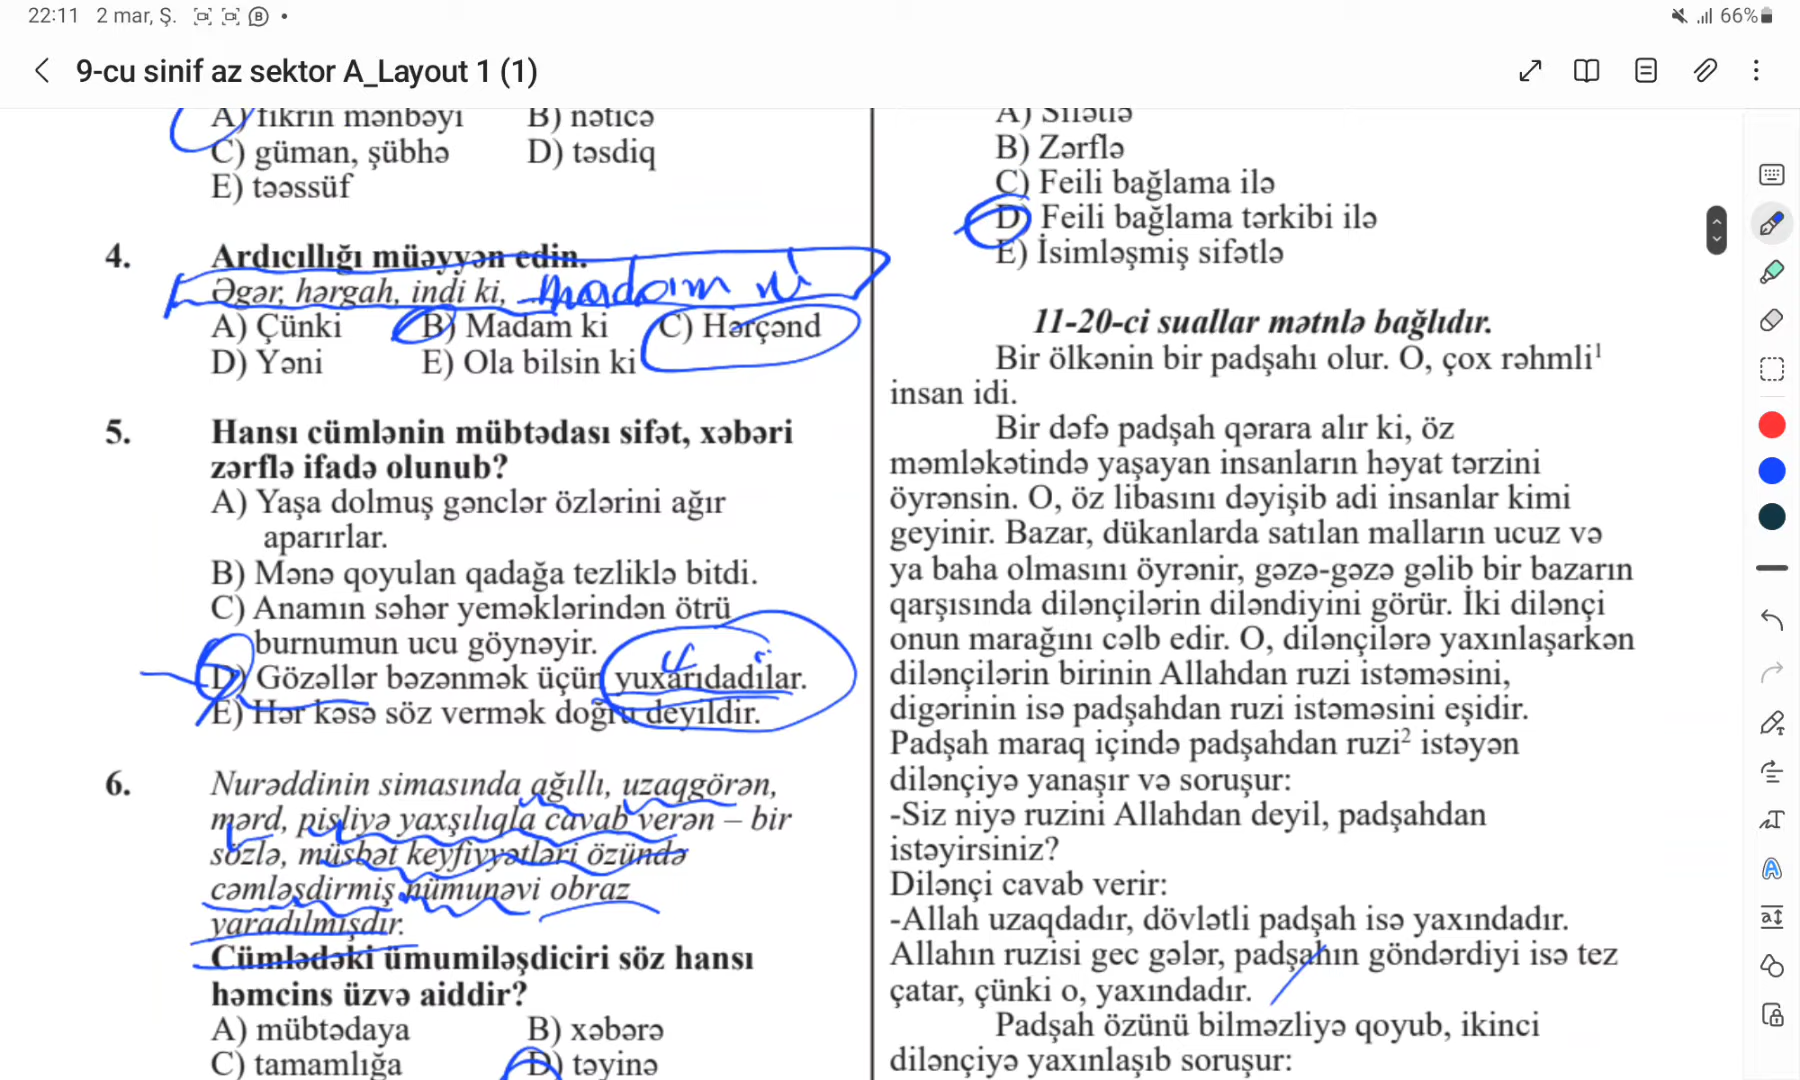 22:11 2 mar, Ş.
66%
9-cu sinif az sektor A_Layout 1 (1)
A) fikrin mənbəyi B) nəticə
C) güman, şübhə D) təsdiq
E) təəssüf
4. Ardıcıllığı müəyyən edin.
Əgər, hərgah, indi ki, madam ki
A) Çünki B) Madam ki C) Hərçənd
D) Yəni E) Ola bilsin ki
5. Hansı cümlənin mübtədası sifət, xəbəri
zərflə ifadə olunub?
A) Yaşa dolmuş gənclər özlərini ağır
aparırlar.
B) Mənə qoyulan qadağa tezliklə bitdi.
C) Anamın səhər yeməklərindən ötrü
burnumun ucu göynəyir.
D) Gözəllər bəzənmək üçün yuxarıdadılar.
E) Hər kəsə söz vermək doğru deyildir.
6. Nurəddinin simasında ağıllı, uzaqgörən,
mərd, pisliyə yaxşılıqla cavab verən – bir
sözlə, müsbət keyfiyyətləri özündə
cəmləşdirmiş nümunəvi obraz
yaradılmışdır.
Cümlədəki ümumiləşdiciri söz hansı
həmcins üzvə aiddir?
A) mübtədaya B) xəbərə
C) tamamlığa D) təyinə
A) Sifətlə
B) Zərflə
C) Feili bağlama ilə
D) Feili bağlama tərkibi ilə
E) İsimləşmiş sifətlə
11-20-ci suallar mətnlə bağlıdır.
Bir ölkənin bir padşahı olur. O, çox rəhmli¹
insan idi.
Bir dəfə padşah qərara alır ki, öz
məmləkətində yaşayan insanların həyat tərzini
öyrənsin. O, öz libasını dəyişib adi insanlar kimi
geyinir. Bazar, dükanlarda satılan malların ucuz və
ya baha olmasını öyrənir, gəzə-gəzə gəlib bir bazarın
qarşısında dilənçilərin diləndiyini görür. İki dilənçi
onun marağını cəlb edir. O, dilənçilərə yaxınlaşarkən
dilənçilərin birinin Allahdan ruzi istəməsini,
digərinin isə padşahdan ruzi istəməsini eşidir.
Padşah maraq içində padşahdan ruzi² istəyən
dilənçiyə yanaşır və soruşur:
-Siz niyə ruzini Allahdan deyil, padşahdan
istəyirsiniz?
Dilənçi cavab verir:
-Allah uzaqdadır, dövlətli padşah isə yaxındadır.
Allahın ruzisi gec gələr, padşahın göndərdiyi isə tez
çatar, çünki o, yaxındadır.
Padşah özünü bilməzliyə qoyub, ikinci
dilənçiyə yaxınlaşıb soruşur: